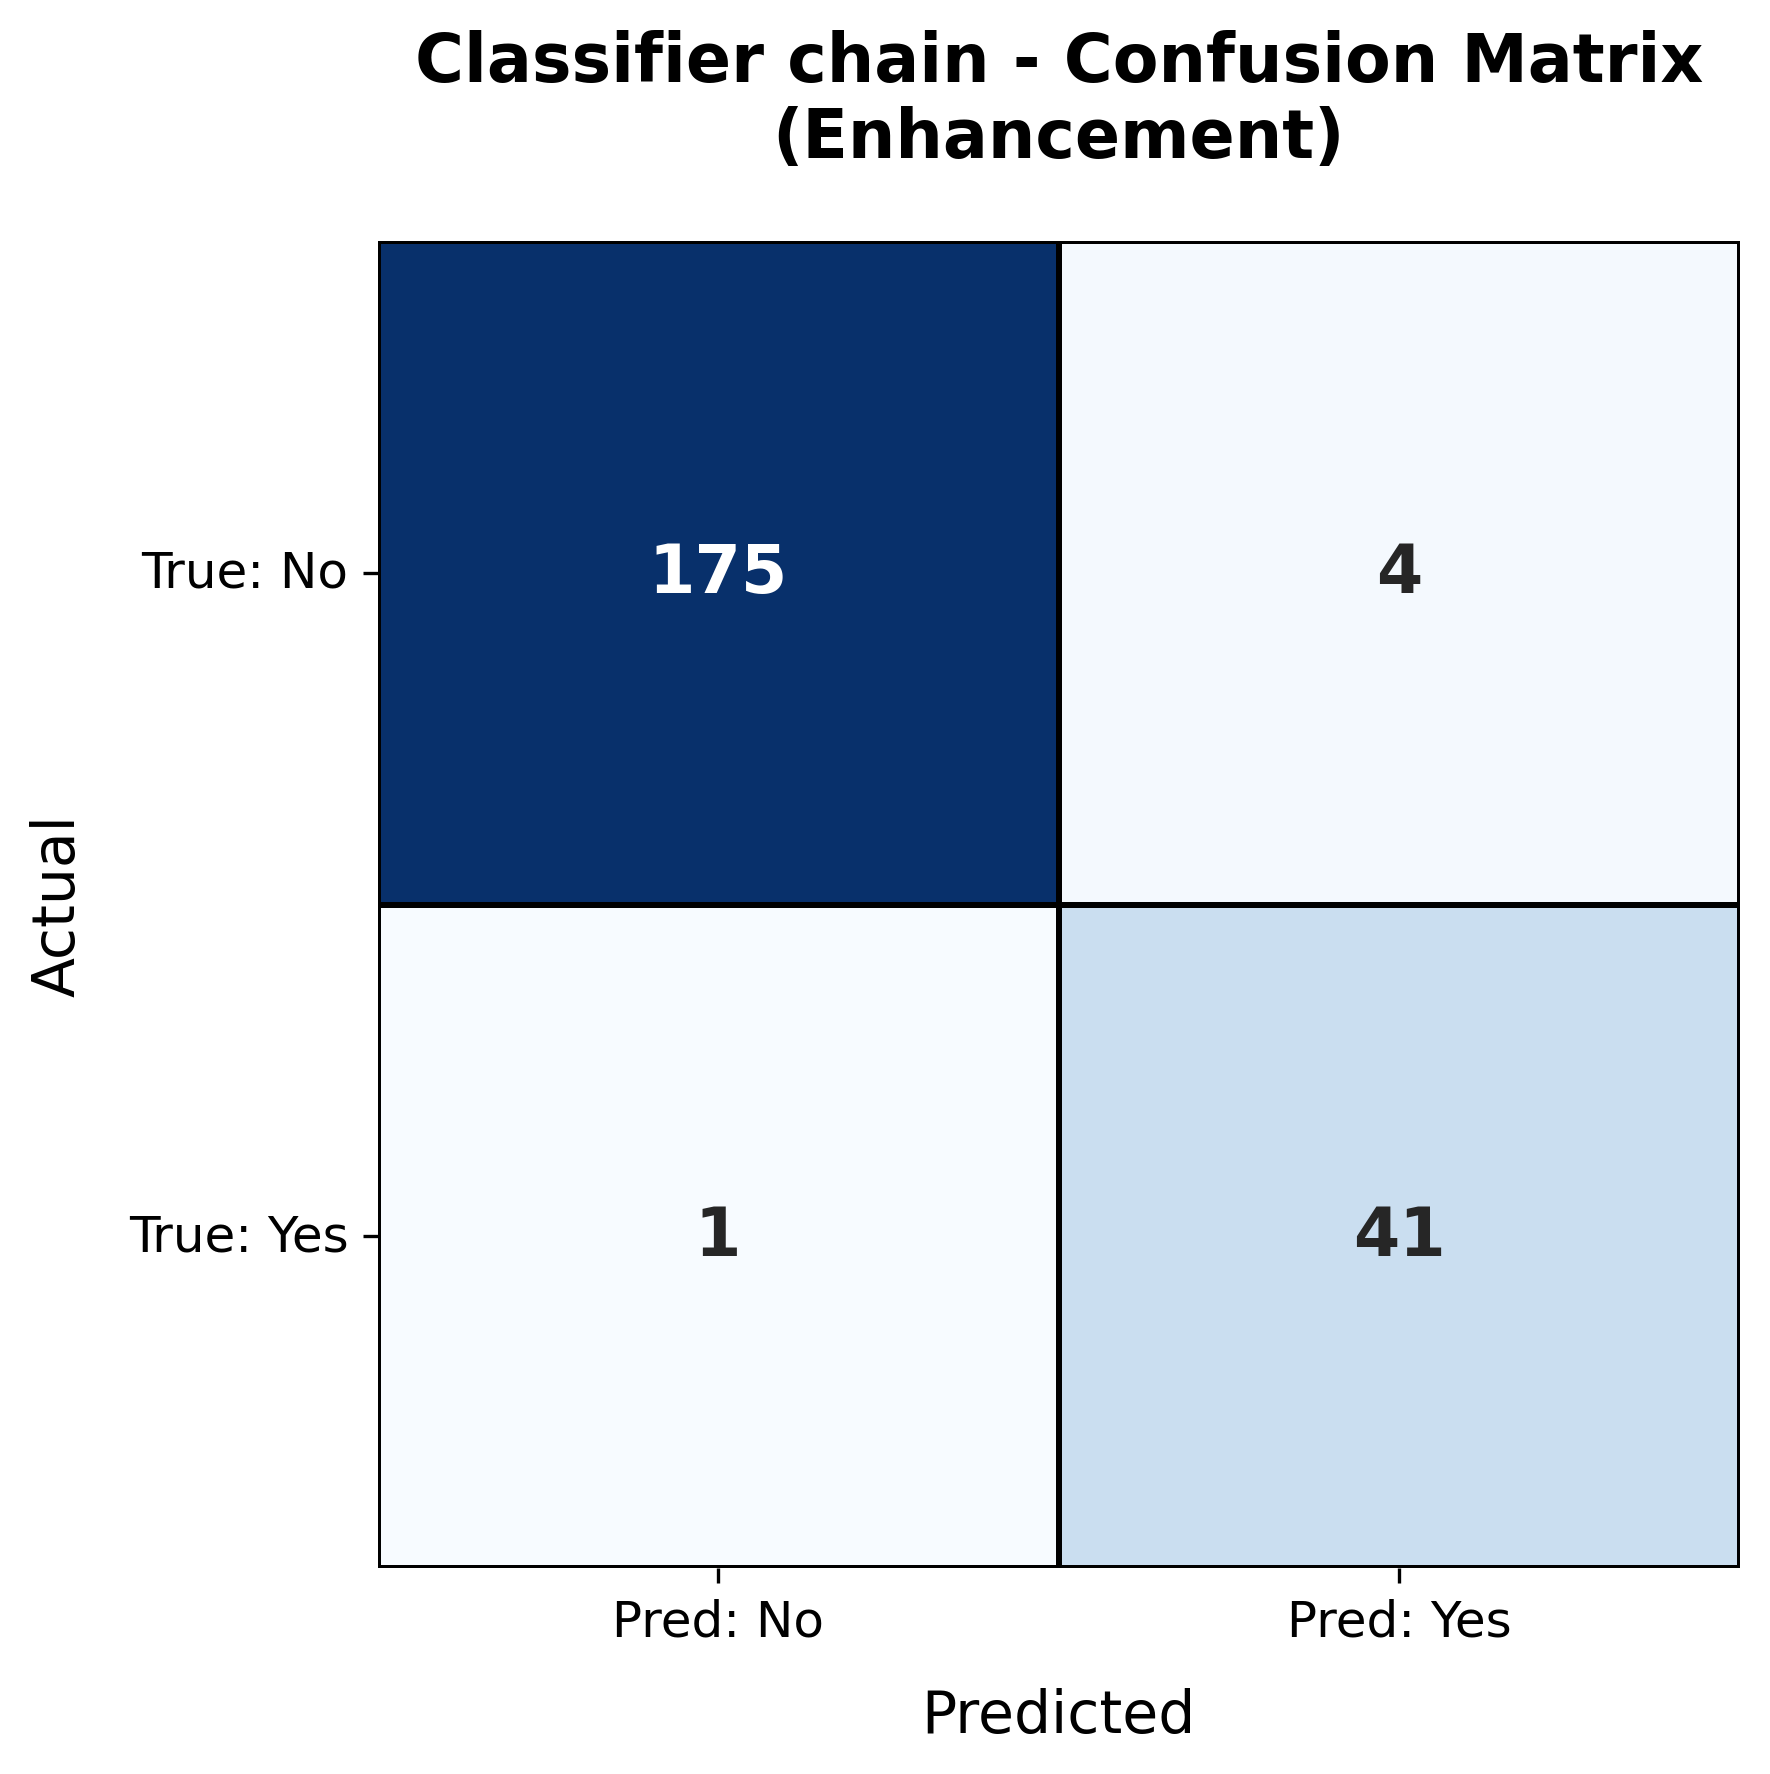 Classifier chain - Confusion Matrix
(Enhancement)
Actual
True: No
175
4
True: Yes
1
41
Pred: No
Pred: Yes
Predicted